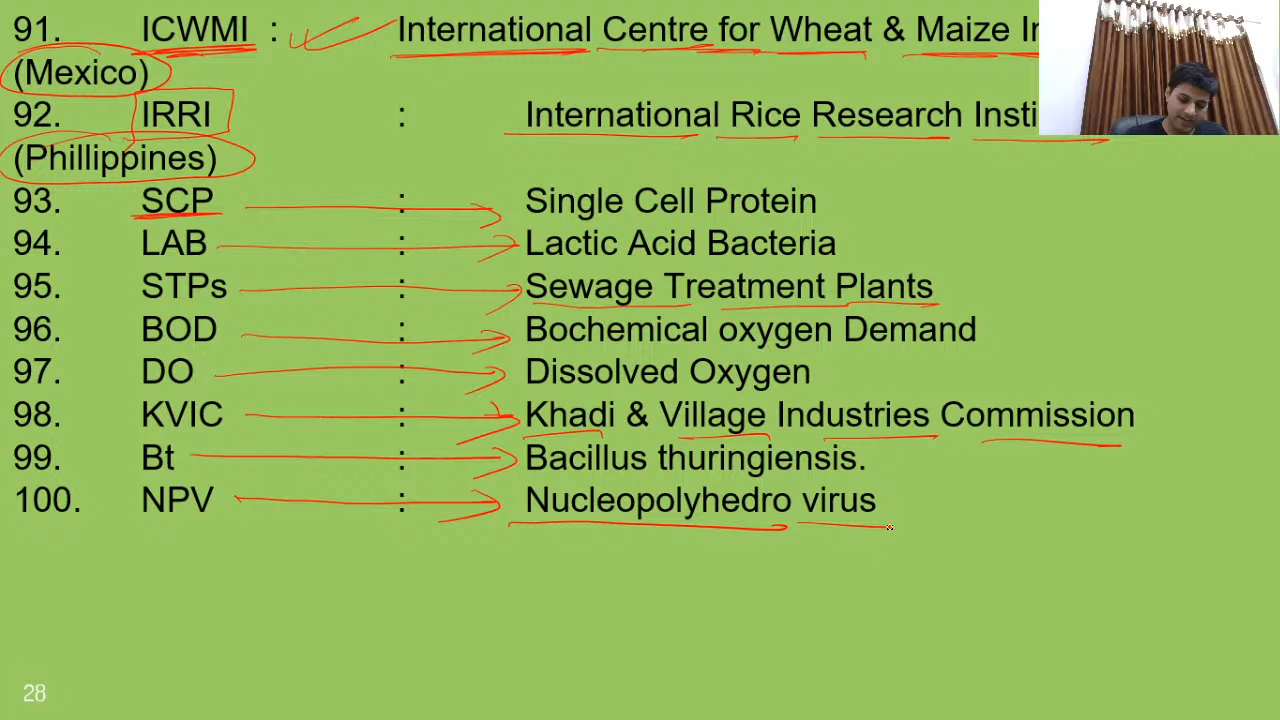 91. ICWMI : International Centre for Wheat & Maize
(Mexico)
92. IRRI : International Rice Research
(Phillippines)
93. SCP : Single Cell Protein
94. LAB : Lactic Acid Bacteria
95. STPs : Sewage Treatment Plants
96. BOD : Bochemical oxygen Demand
97. DO : Dissolved Oxygen
98. KVIC : Khadi & Village Industries Commission
99. Bt : Bacillus thuringiensis.
100. NPV : Nucleopolyhedro virus
28